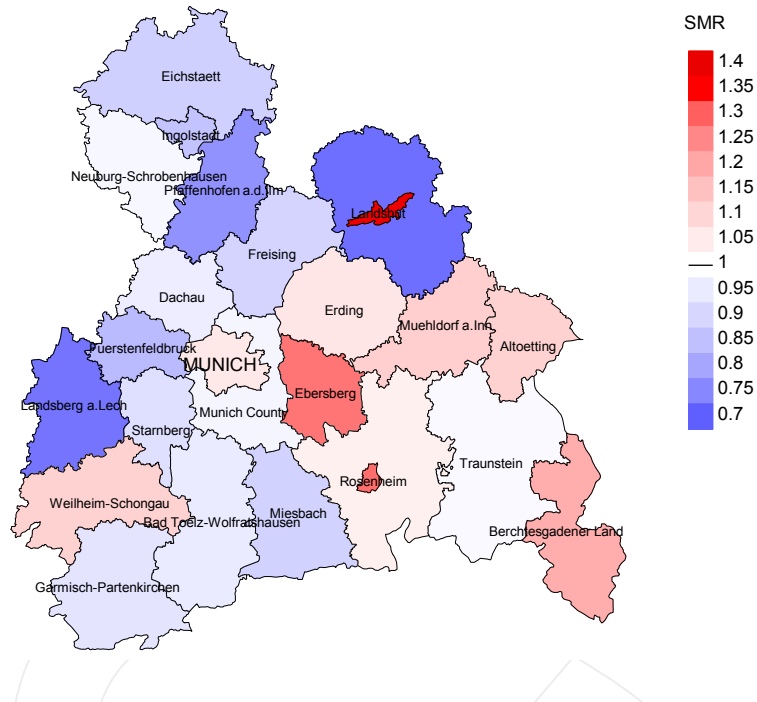 SMR
1.4
1.35
1.3
1.25
1.2
1.15
1.1
1.05
1
0.95
0.9
0.85
0.8
0.75
0.7
Eichstaett
Ingolstadt
Neuburg-Schrobenhausen
Pfaffenhofen a.d.Ilm
Landshut
Freising
Dachau
Erding
Muehldorf a.Inn
Altoetting
Fuerstenfeldbruck
MUNICH
Ebersberg
Landsberg a.Lech
Munich County
Starnberg
Traunstein
Rosenheim
Weilheim-Schongau
Miesbach
Bad Toelz-Wolfratshausen
Berchtesgadener Land
Garmisch-Partenkirchen